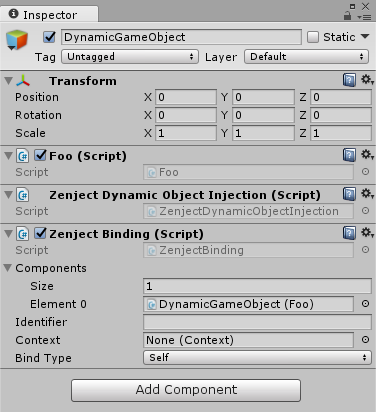 Inspector
DynamicGameObject Static
Tag Untagged Layer Default
Transform
Position X 0 Y 0 Z 0
Rotation X 0 Y 0 Z 0
Scale X 1 Y 1 Z 1
Foo (Script)
Script Foo
Zenject Dynamic Object Injection (Script)
Script ZenjectDynamicObjectInjection
Zenject Binding (Script)
Script ZenjectBinding
Components
Size 1
Element 0 DynamicGameObject (Foo)
Identifier
Context None (Context)
Bind Type Self
Add Component